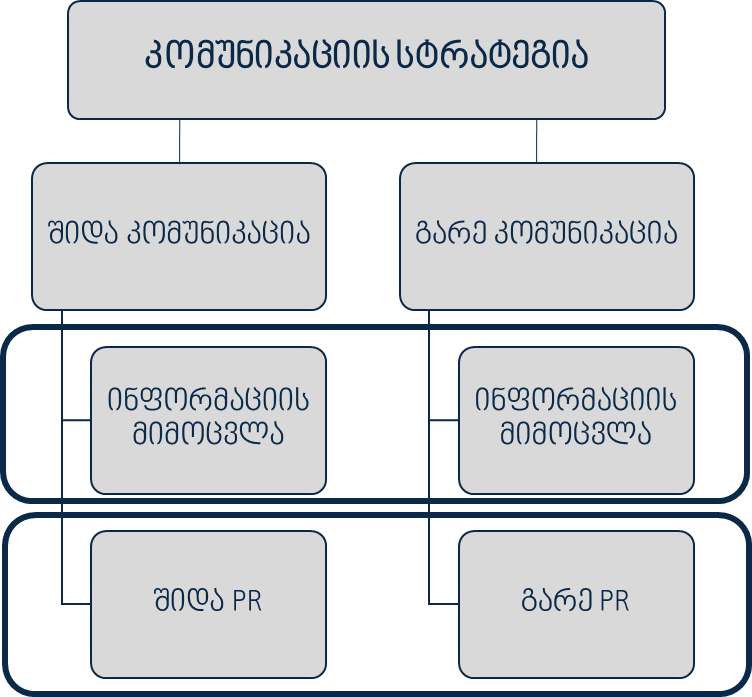 კომუნიკაციის სტრატეგია
შიდა კომუნიკაცია
გარე კომუნიკაცია
ინფორმაციის
მიმოცვლა
ინფორმაციის
მიმოცვლა
შიდა PR
გარე PR